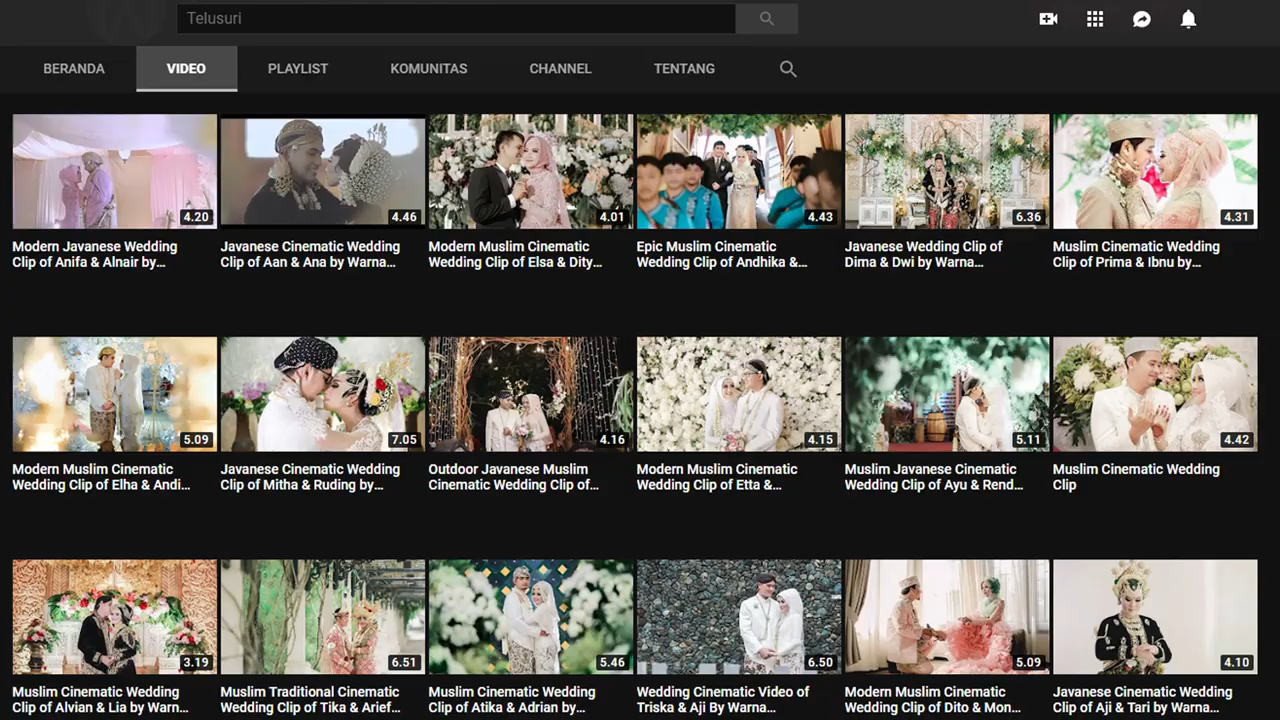 Telusuri
BERANDA VIDEO PLAYLIST KOMUNITAS CHANNEL TENTANG
4.20 4.46 4.01 4.43 6.36 4.31
Modern Javanese Wedding
Clip of Anifa & Alnair by...
Javanese Cinematic Wedding
Clip of Aan & Ana by Warna...
Modern Muslim Cinematic
Wedding Clip of Elsa & Dity...
Epic Muslim Cinematic
Wedding Clip of Andhika &...
Javanese Wedding Clip of
Dima & Dwi by Warna...
Muslim Cinematic Wedding
Clip of Prima & Ibnu by...
5.09 7.05 4.16 4.15 5.11 4.42
Modern Muslim Cinematic
Wedding Clip of Elha & Andi...
Javanese Cinematic Wedding
Clip of Mitha & Ruding by...
Outdoor Javanese Muslim
Cinematic Wedding Clip of...
Modern Muslim Cinematic
Wedding Clip of Etta &...
Muslim Javanese Cinematic
Wedding Clip of Ayu & Rend...
Muslim Cinematic Wedding
Clip
3.19 6.51 5.46 6.50 5.09 4.10
Muslim Cinematic Wedding
Clip of Alvian & Lia by Warn...
Muslim Traditional Cinematic
Wedding Clip of Tika & Arief...
Muslim Cinematic Wedding
Clip of Atika & Adrian by...
Wedding Cinematic Video of
Triska & Aji By Warna...
Modern Muslim Cinematic
Wedding Clip of Dito & Mon...
Javanese Cinematic Wedding
Clip of Aji & Tari by Warna...